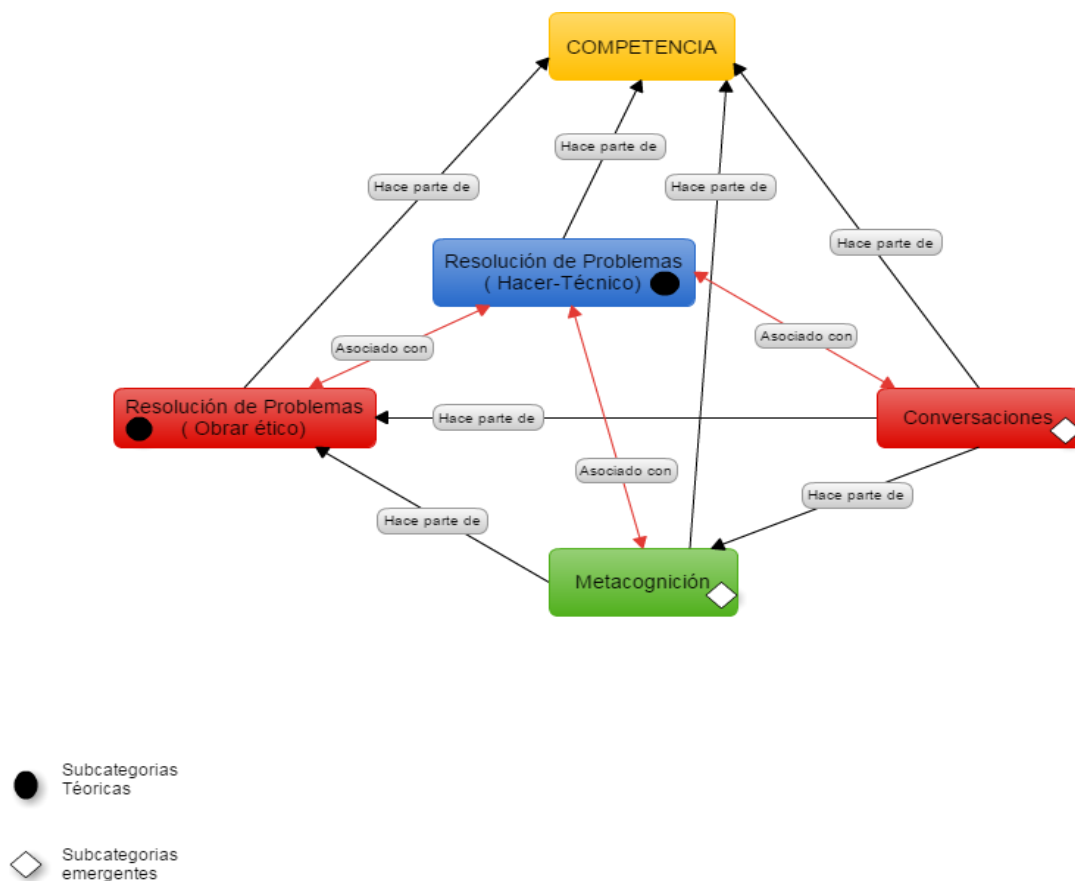 COMPETENCIA
Hace parte de
Hace parte de
Hace parte de
Hace parte de
Resolución de Problemas
( Hacer-Técnico)
Asociado con
Asociado con
Resolución de Problemas
( Obrar ético)
Hace parte de
Conversaciones
Asociado con
Hace parte de
Hace parte de
Metacognición
Subcategorias
Téoricas
Subcategorias
emergentes